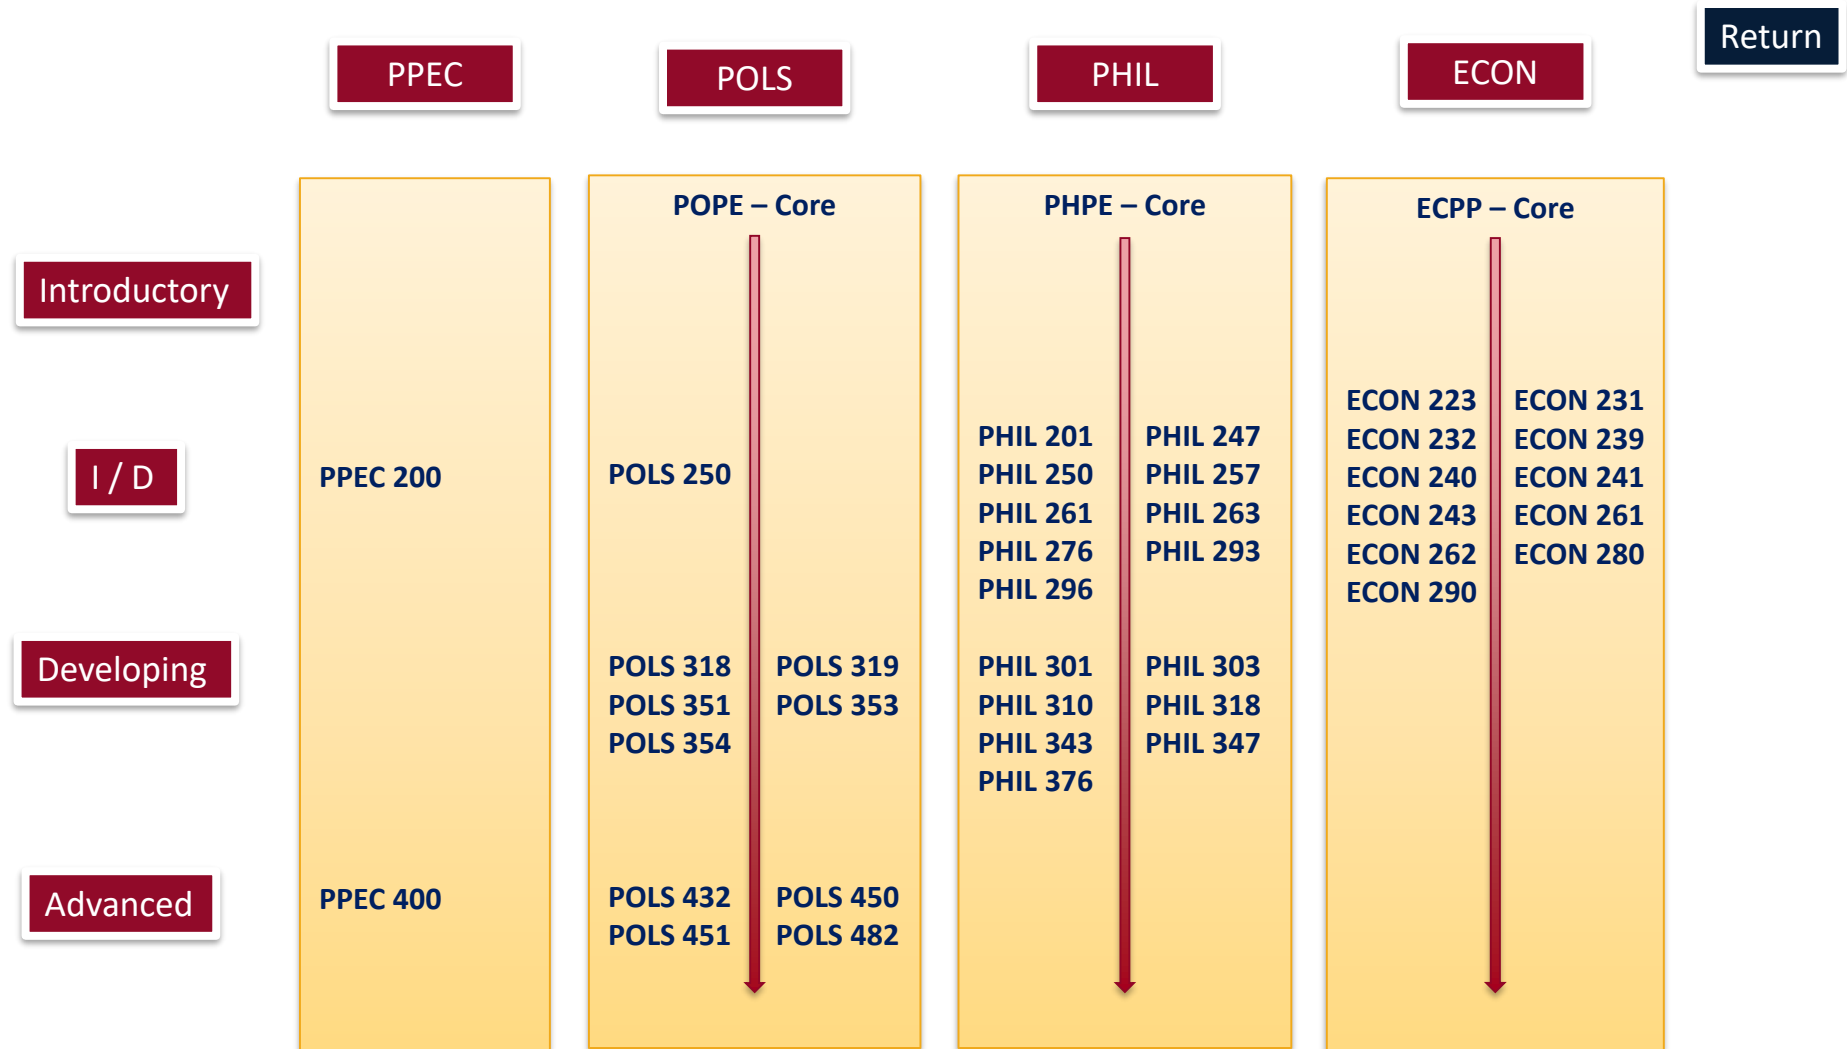 Return
PPEC POLS PHIL ECON
POPE – Core PHPE – Core ECPP – Core
Introductory
ECON 223 ECON 231
PHIL 201 PHIL 247 ECON 232 ECON 239
I / D PPEC 200 POLS 250 PHIL 250 PHIL 257 ECON 240 ECON 241
PHIL 261 PHIL 263 ECON 243 ECON 261
PHIL 276 PHIL 293 ECON 262 ECON 280
PHIL 296 ECON 290
Developing POLS 318 POLS 319 PHIL 301 PHIL 303
POLS 351 POLS 353 PHIL 310 PHIL 318
POLS 354 PHIL 343 PHIL 347
PHIL 376
Advanced PPEC 400 POLS 432 POLS 450
POLS 451 POLS 482